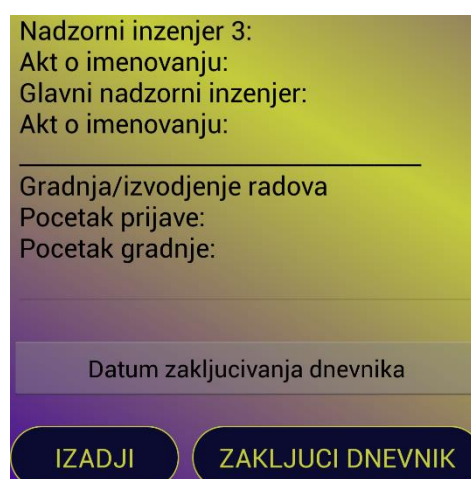 Nadzorni inzenjer 3:
Akt o imenovanju:
Glavni nadzorni inzenjer:
Akt o imenovanju:
Gradnja/izvodjenje radova
Pocetak prijave:
Pocetak gradnje:
Datum zakljucivanja dnevnika
IZADJI
ZAKLJUCI DNEVNIK